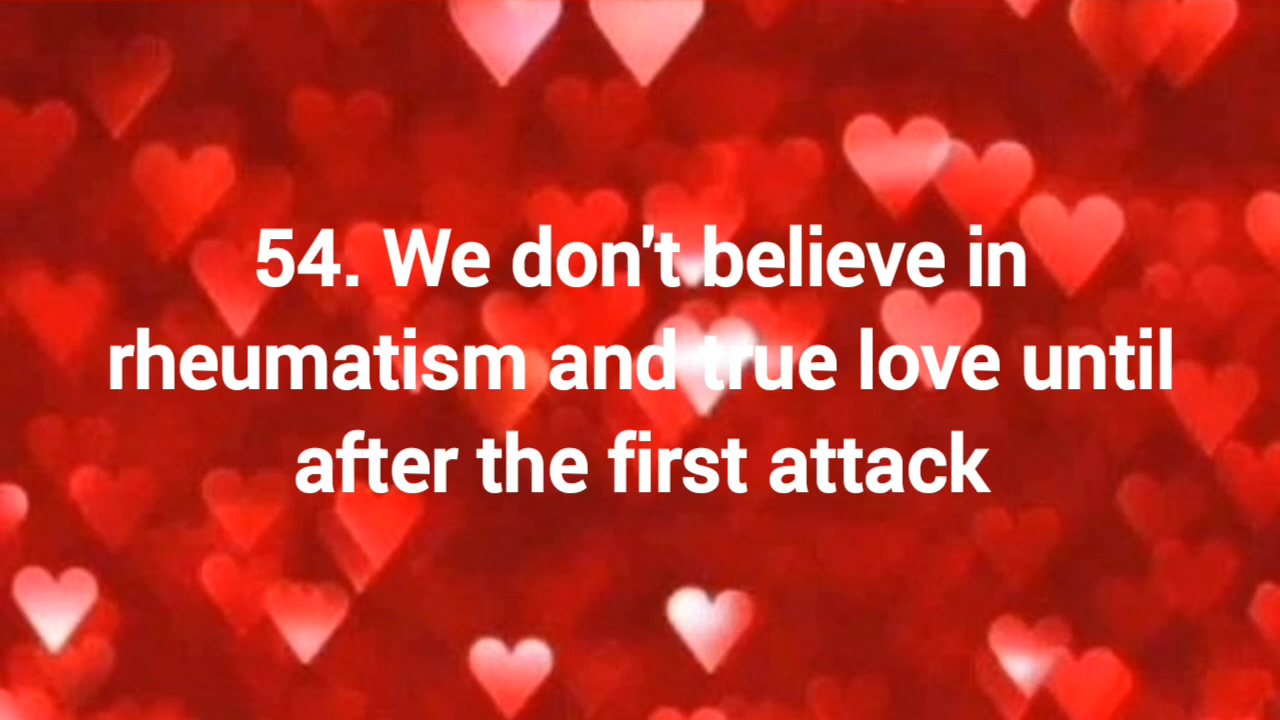 54. We don't believe in
rheumatism and true love until
after the first attack